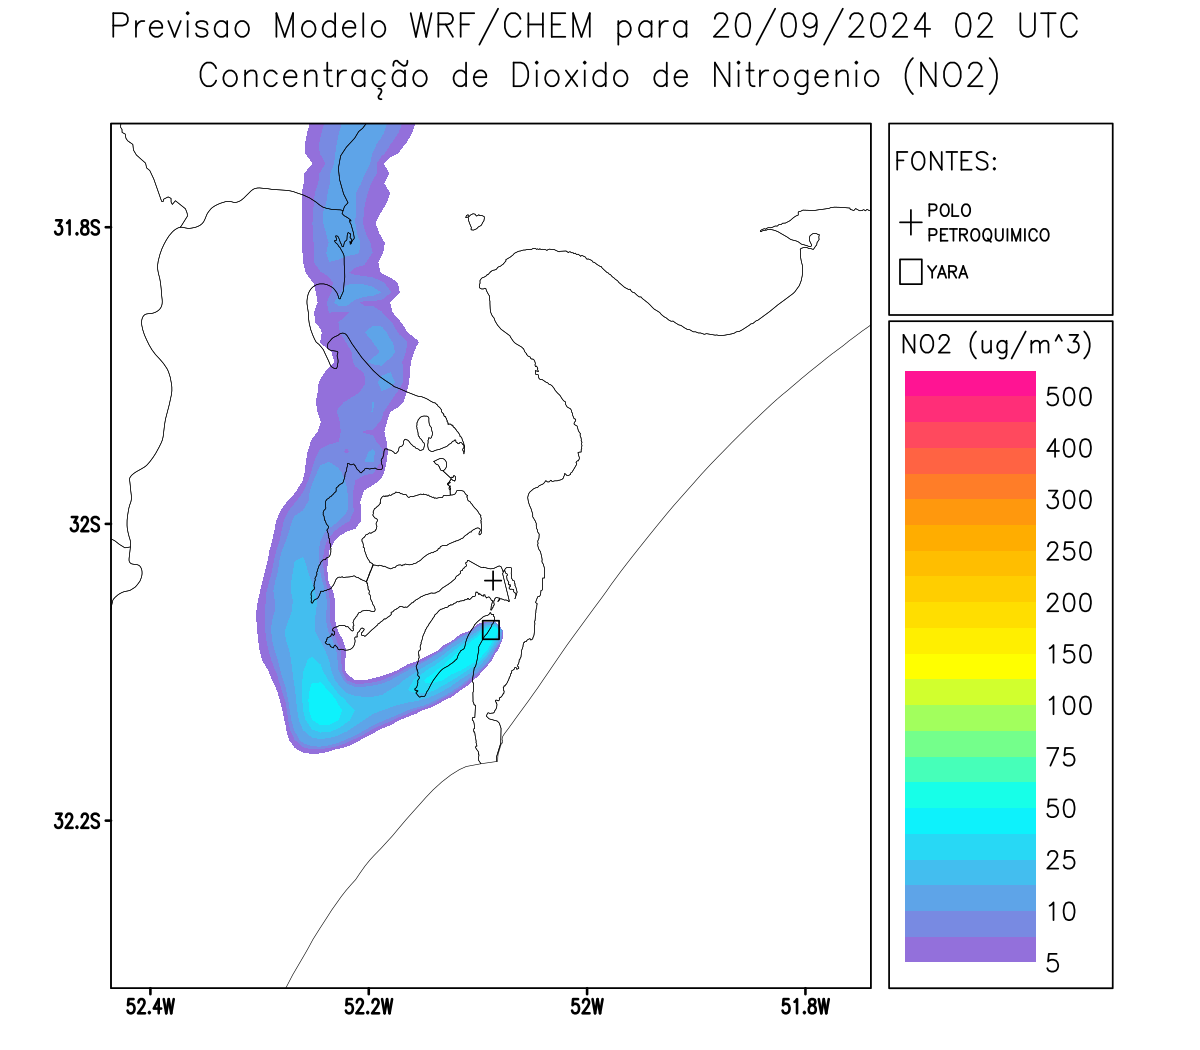 Previsao Modelo WRF/CHEM para 20/09/2024 02 UTC
Concentração de Dioxido de Nitrogenio (NO2)
FONTES:
POLO
PETROQUIMICO
YARA
NO2 (ug/m^3)
500
400
300
250
200
150
100
75
50
25
10
5
31.8S
32S
32.2S
52.4W
52.2W
52W
51.8W